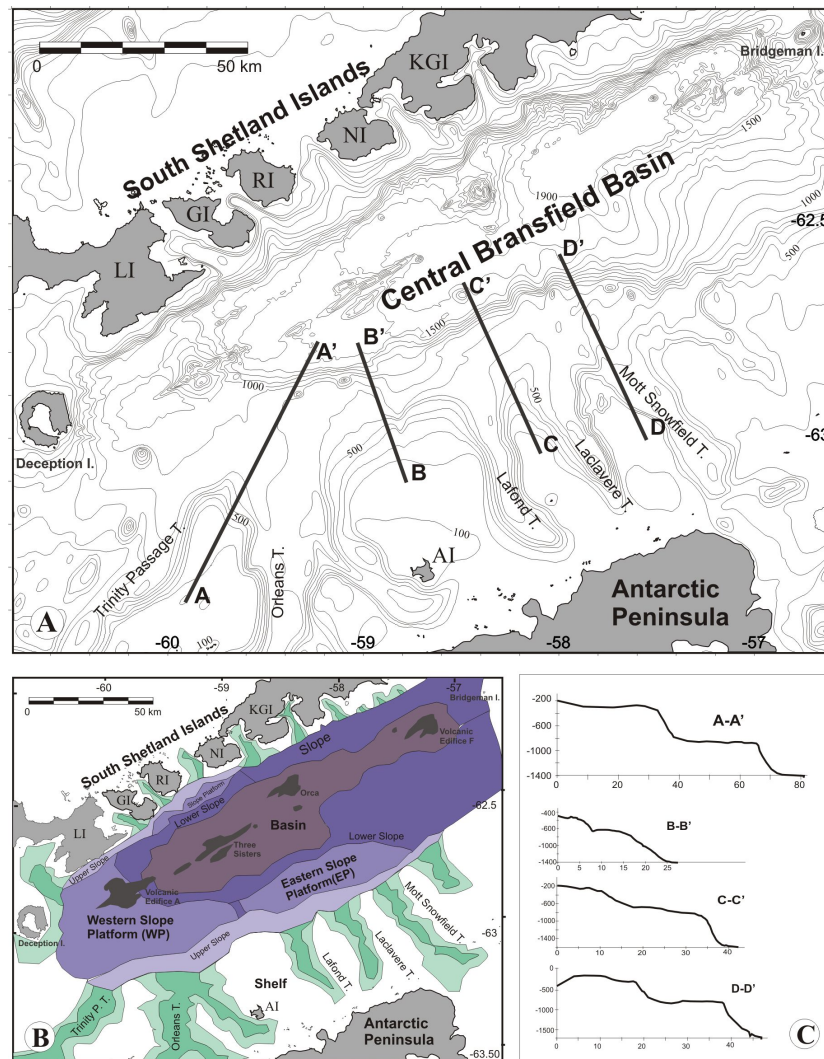 0
50 km
Bridgeman I.
KGI
South Shetland Islands
NI
1500
RI
GI
1900
1000
-62.5
500
LI
Central Bransfield Basin
D'
C'
B'
A'
1500
1000
Mott Snowfield T.
500
500
D
-63
Deception I.
C
Laclavere T.
B
Lafond T.
Trinity Passage T.
500
100
AI
Orleans T.
Antarctic
Peninsula
A
A
100
-60
-59
-58
-57
-60
-59
-58
-57
0
50 km
Bridgeman I.
KGI
South Shetland Islands
Slope
Volcanic
Edifice F
NI
RI
Slope Platform
Orca
GI
Lower Slope
-62.5
LI
Basin
Upper Slope
Three
Sisters
Lower Slope
Eastern Slope
Platform(EP)
Volcanic
Edifice A
Western Slope
Platform (WP)
Mott Snowfield T.
Deception I.
-63
Upper Slope
Laclavere T.
Lafond T.
Shelf
Trinity P. T.
Orleans T.
AI
Antarctic
Peninsula
B
-63.50
-200
A-A'
-600
-1000
-1400
0 20 40 60 80
B-B'
-200
-600
-1000
-1400
0 5 10 15 20 25
C-C'
-200
-600
-1000
-1600
0 10 20 30 40
D-D'
0
-400
-1000
-1700
0 10 20 30 40
C